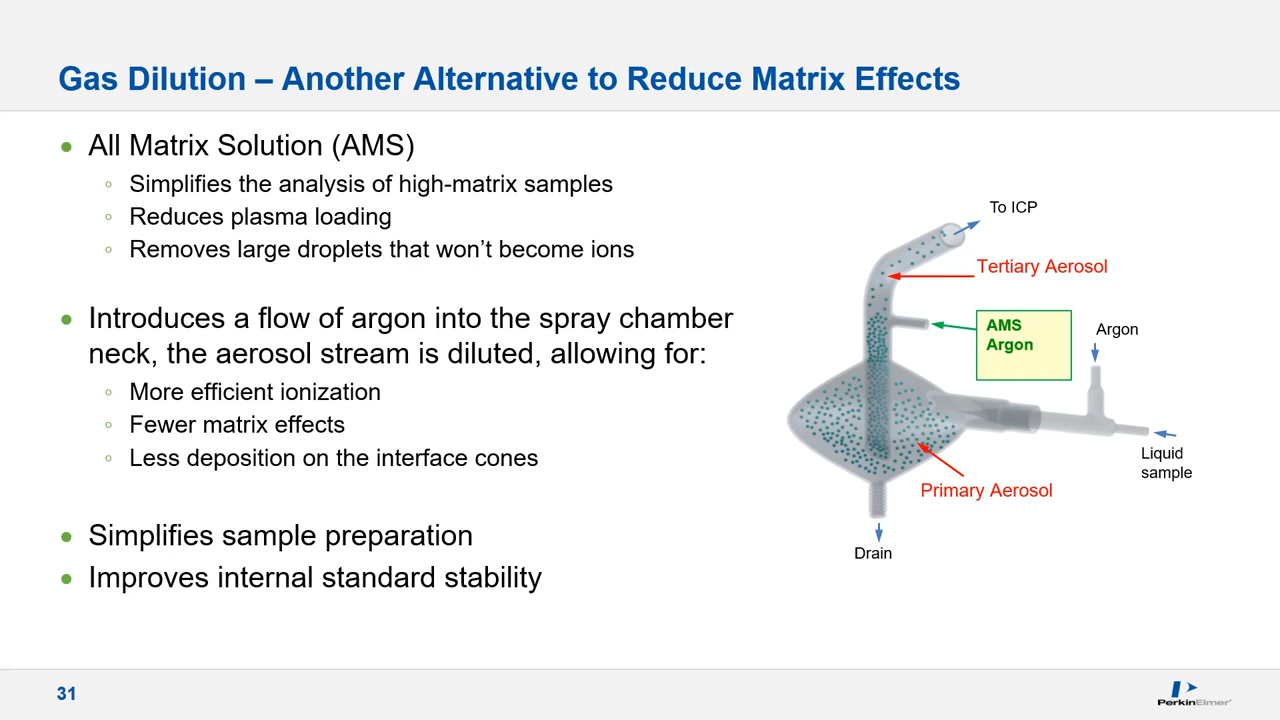 Gas Dilution – Another Alternative to Reduce Matrix Effects
• All Matrix Solution (AMS)
◦ Simplifies the analysis of high-matrix samples
◦ Reduces plasma loading
◦ Removes large droplets that won't become ions
• Introduces a flow of argon into the spray chamber
neck, the aerosol stream is diluted, allowing for:
◦ More efficient ionization
◦ Fewer matrix effects
◦ Less deposition on the interface cones
• Simplifies sample preparation
• Improves internal standard stability
To ICP
Tertiary Aerosol
AMS
Argon
Argon
Liquid
sample
Primary Aerosol
Drain
31
PerkinElmer